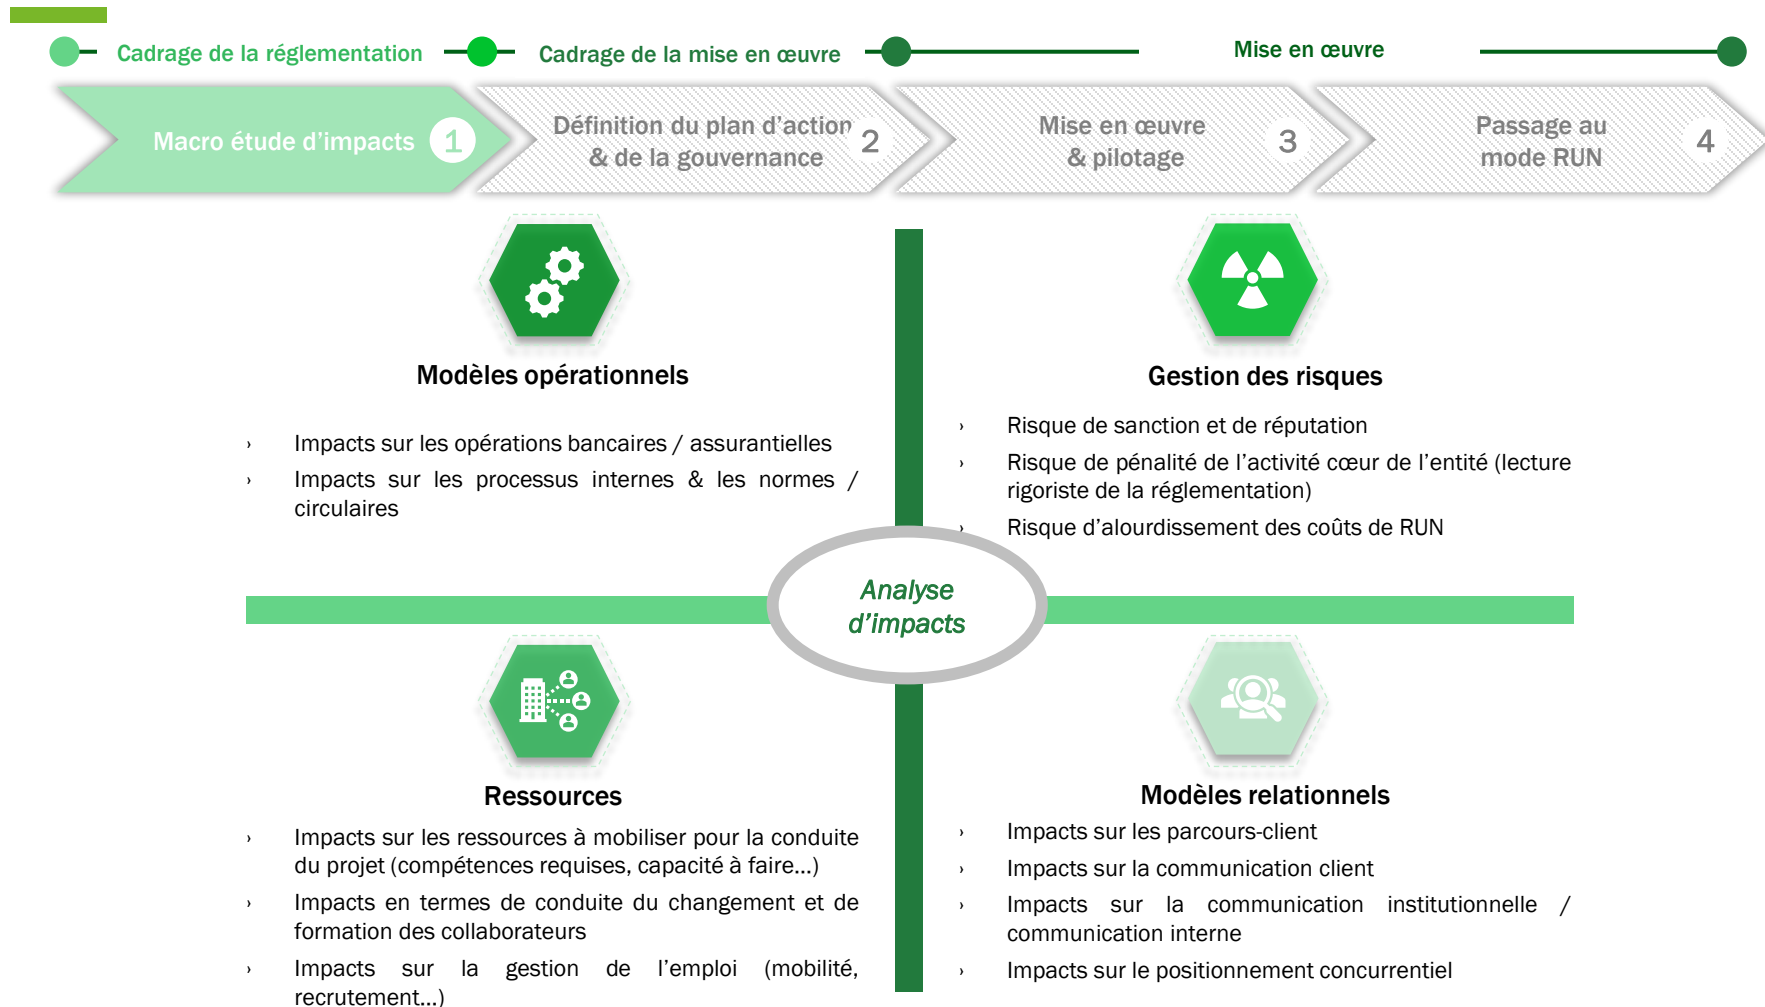 Cadrage de la réglementation
Cadrage de la mise en œuvre
Mise en œuvre
Macro étude d’impacts 1
Définition du plan d’action
& de la gouvernance
2
Mise en œuvre
& pilotage
3
Passage au
mode RUN
4
Modèles opérationnels
› Impacts sur les opérations bancaires / assurantielles
› Impacts sur les processus internes & les normes /
circulaires
Gestion des risques
› Risque de sanction et de réputation
› Risque de pénalité de l’activité cœur de l’entité (lecture
rigoriste de la réglementation)
› Risque d’alourdissement des coûts de RUN
Analyse
d’impacts
Ressources
› Impacts sur les ressources à mobiliser pour la conduite
du projet (compétences requises, capacité à faire…)
› Impacts en termes de conduite du changement et de
formation des collaborateurs
› Impacts sur la gestion de l’emploi (mobilité,
recrutement…)
Modèles relationnels
› Impacts sur les parcours-client
› Impacts sur la communication client
› Impacts sur la communication institutionnelle /
communication interne
› Impacts sur le positionnement concurrentiel